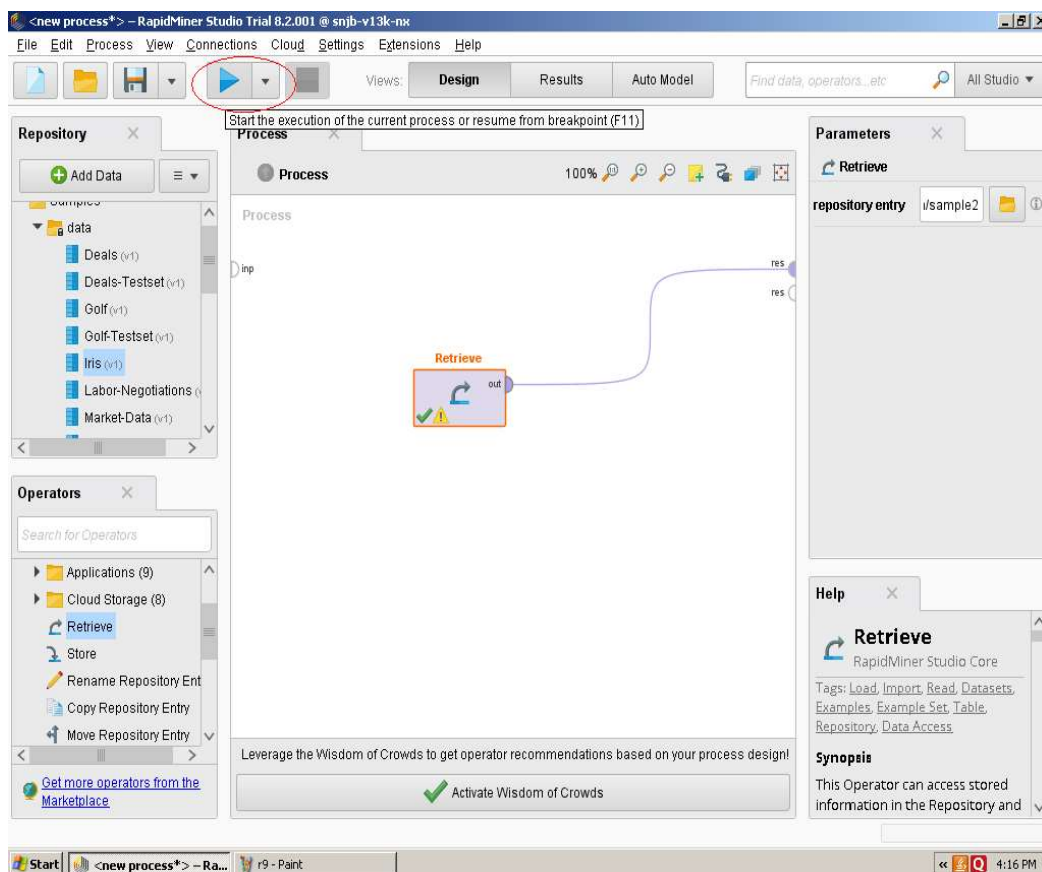 <new process*> – RapidMiner Studio Trial 8.2.001 @ snjb-v13k-nx
File Edit Process View Connections Cloud Settings Extensions Help
Views: Design Results Auto Model Find data, operators...etc All Studio
Start the execution of the current process or resume from breakpoint (F11)
Repository
Add Data
Samples
data
Deals (v1)
Deals-Testset (v1)
Golf (v1)
Golf-Testset (v1)
Iris (v1)
Labor-Negotiations
Market-Data (v1)
Operators
Search for Operators
Applications (9)
Cloud Storage (8)
Retrieve
Store
Rename Repository Ent
Copy Repository Entry
Move Repository Entry
Get more operators from the
Marketplace
Process
Process
100%
Process
inp
res
res
Retrieve
out
Leverage the Wisdom of Crowds to get operator recommendations based on your process design!
Activate Wisdom of Crowds
Parameters
Retrieve
repository entry /sample2
Help
Retrieve
RapidMiner Studio Core
Tags: Load, Import, Read, Datasets,
Examples, Example Set, Table,
Repository, Data Access
Synopsis
This Operator can access stored
information in the Repository and
Start <new process*> – Ra... r9 - Paint « Q 4:16 PM